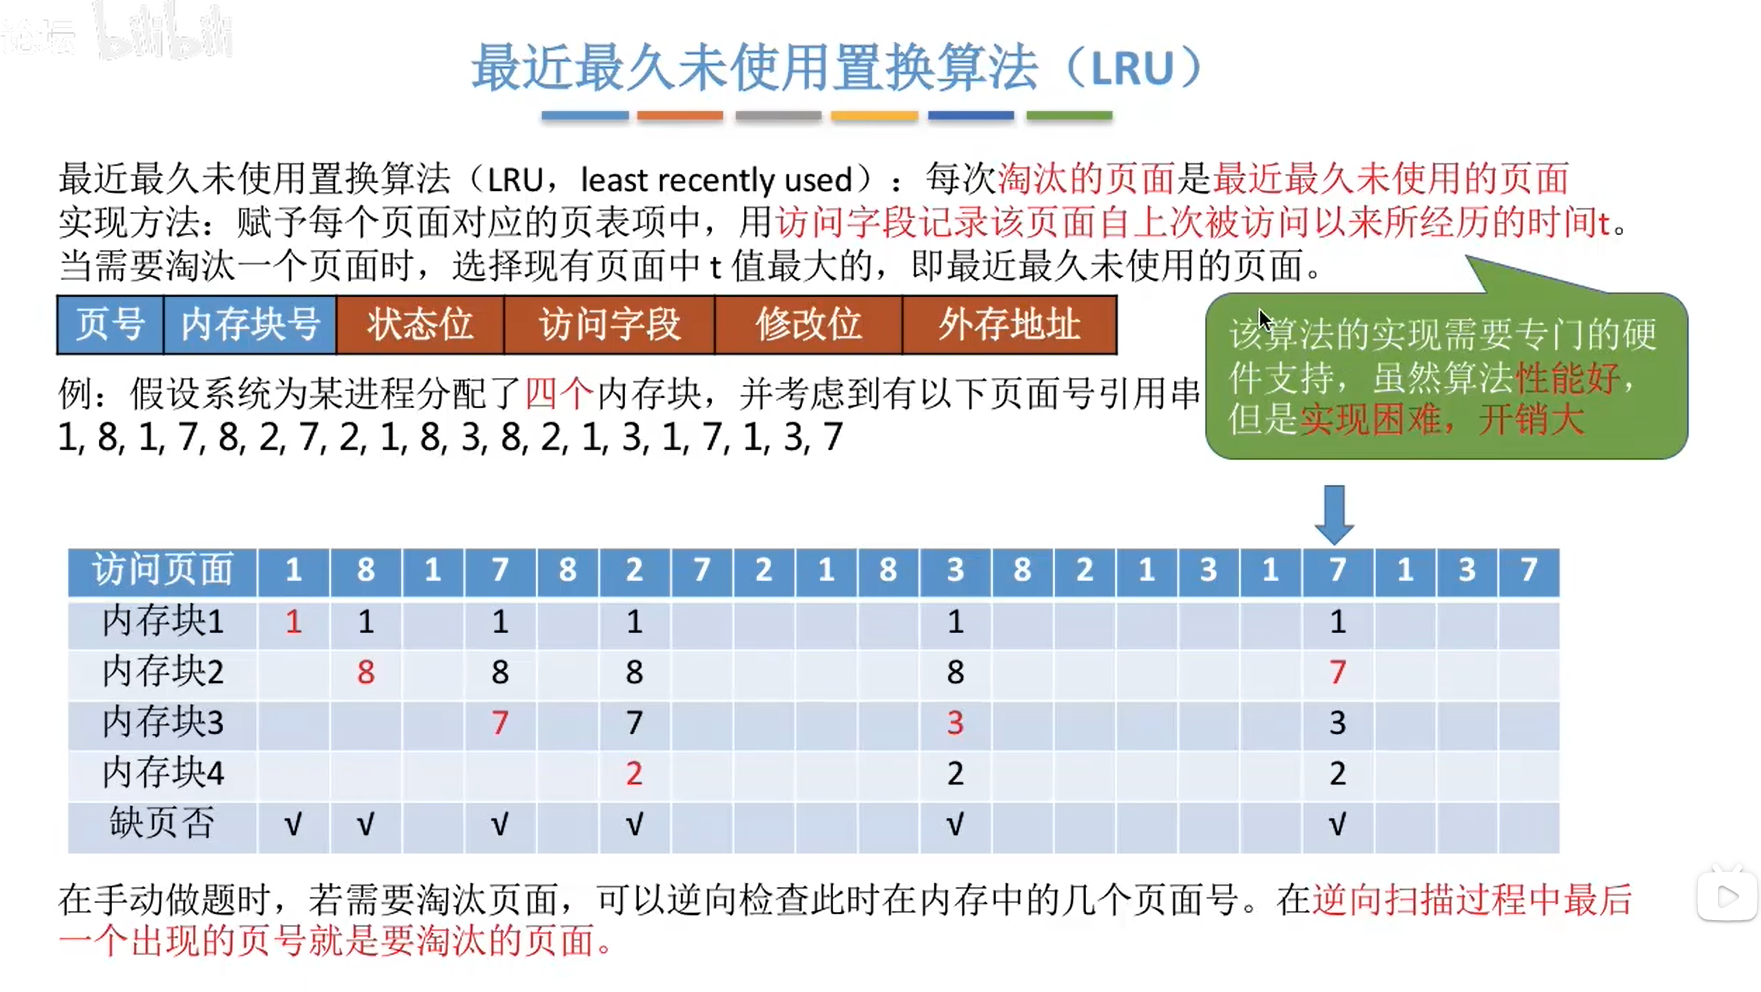 论坛 bilibili
最近最久未使用置换算法（LRU）
最近最久未使用置换算法（LRU，least recently used）：每次淘汰的页面是最近最久未使用的页面
实现方法：赋予每个页面对应的页表项中，用访问字段记录该页面自上次被访问以来所经历的时间t。
当需要淘汰一个页面时，选择现有页面中 t 值最大的，即最近最久未使用的页面。
页号 内存块号 状态位 访问字段 修改位 外存地址
该算法的实现需要专门的硬
件支持，虽然算法性能好，
但是实现困难，开销大
例：假设系统为某进程分配了四个内存块，并考虑到有以下页面号引用串
1, 8, 1, 7, 8, 2, 7, 2, 1, 8, 3, 8, 2, 1, 3, 1, 7, 1, 3, 7
访问页面 1 8 1 7 8 2 7 2 1 8 3 8 2 1 3 1 7 1 3 7
内存块1 1 1 1 1 1 1
内存块2 8 8 8 8 7
内存块3 7 7 3 3
内存块4 2 2 2
缺页否 √ √ √ √ √ √
在手动做题时，若需要淘汰页面，可以逆向检查此时在内存中的几个页面号。在逆向扫描过程中最后
一个出现的页号就是要淘汰的页面。